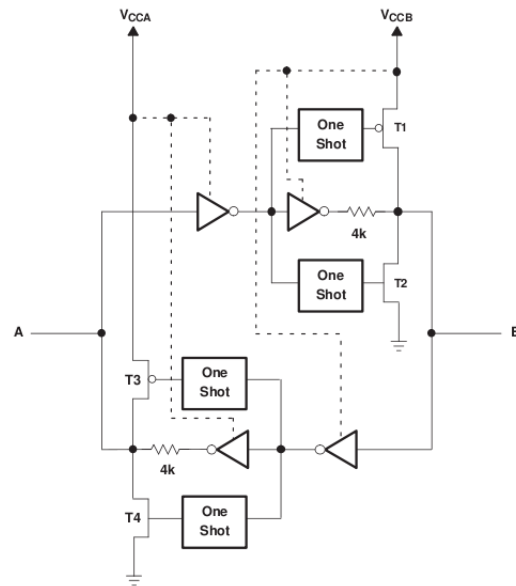 VCCA
VCCB
One
Shot
T1
4k
One
Shot
T2
A
B
T3
One
Shot
4k
T4
One
Shot